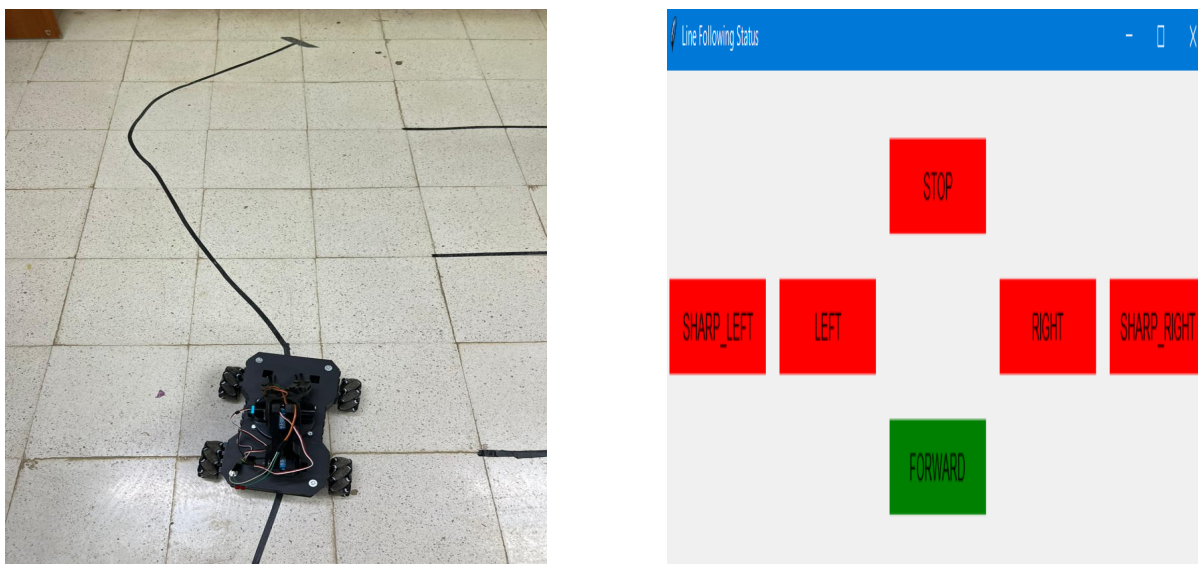 Line Following Status
STOP
SHARP_LEFT LEFT RIGHT SHARP_RIGHT
FORWARD